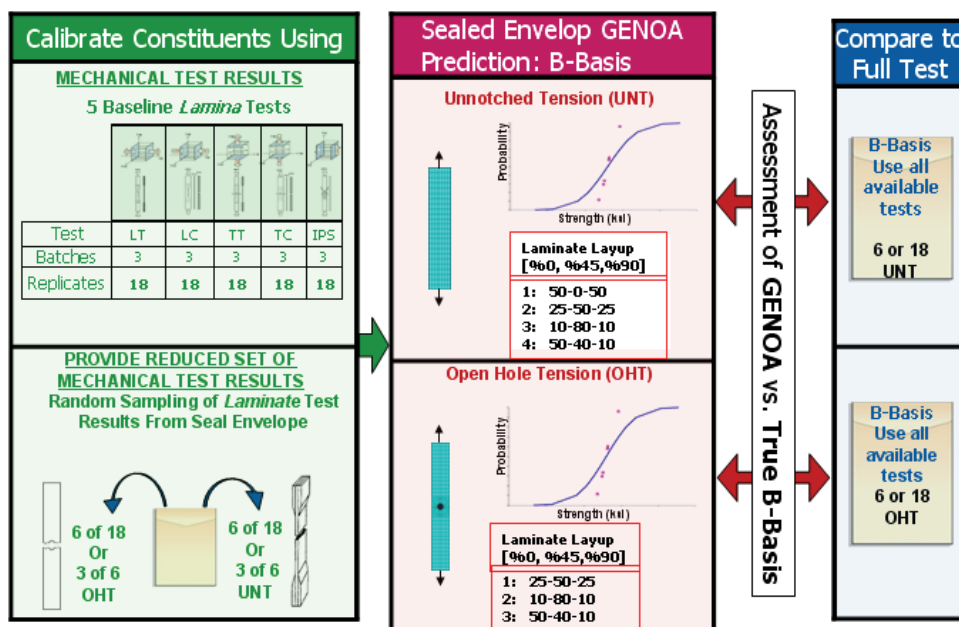 Calibrate Constituents Using
MECHANICAL TEST RESULTS
5 Baseline Lamina Tests
Test LT LC TT TC IPS
Batches 3 3 3 3 3
Replicates 18 18 18 18 18
PROVIDE REDUCED SET OF
MECHANICAL TEST RESULTS
Random Sampling of Laminate Test
Results From Seal Envelope
6 of 18
Or
3 of 6
OHT
6 of 18
Or
3 of 6
UNT
Sealed Envelop GENOA
Prediction: B-Basis
Unnotched Tension (UNT)
Probability
Strength (ksi)
Laminate Layup
[%0, %45,%90]
1: 50-0-50
2: 25-50-25
3: 10-80-10
4: 50-40-10
Open Hole Tension (OHT)
Probability
Strength (ksi)
Laminate Layup
[%0, %45,%90]
1: 25-50-25
2: 10-80-10
3: 50-40-10
Assessment of GENOA vs. True B-Basis
Compare to
Full Test
B-Basis
Use all
available
tests
6 or 18
UNT
B-Basis
Use all
available
tests
6 or 18
OHT